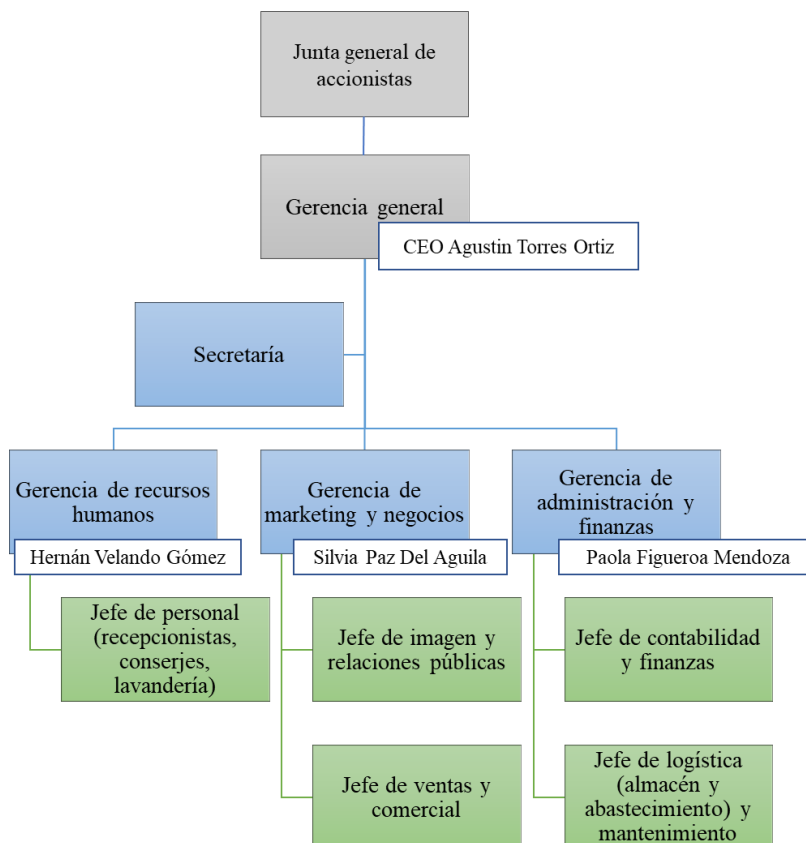 Junta general de
accionistas
Gerencia general
CEO Agustin Torres Ortiz
Secretaría
Gerencia de recursos
humanos
Hernán Velando Gómez
Gerencia de
marketing y negocios
Silvia Paz Del Aguila
Gerencia de
administración y
finanzas
Paola Figueroa Mendoza
Jefe de personal
(recepcionistas,
conserjes,
lavandería)
Jefe de imagen y
relaciones públicas
Jefe de contabilidad
y finanzas
Jefe de ventas y
comercial
Jefe de logística
(almacén y
abastecimiento) y
mantenimiento